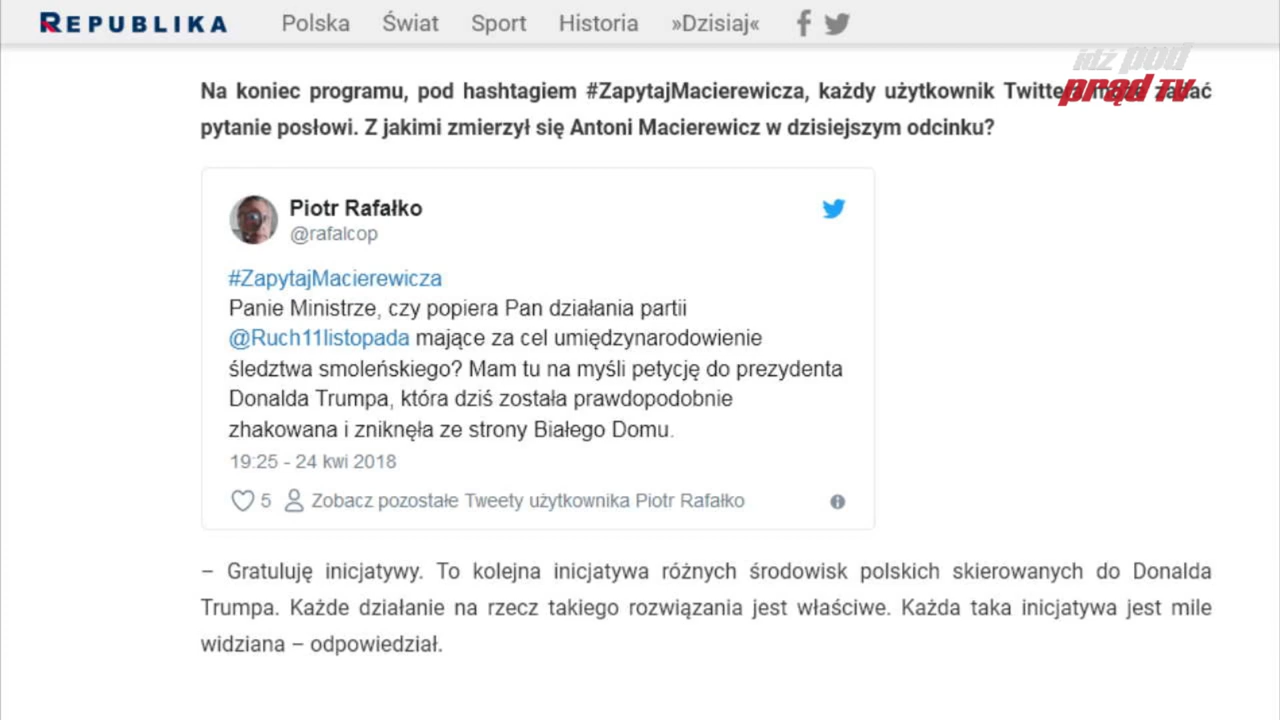 REPUBLIKA Polska Świat Sport Historia »Dzisiaj«
idź pod
prąd TV
Na koniec programu, pod hashtagiem #ZapytajMacierewicza, każdy użytkownik
pytanie posłowi. Z jakimi zmierzył się Antoni Macierewicz w dzisiejszym odcinku?
Piotr Rafałko
@rafalcop
#ZapytajMacierewicza
Panie Ministrze, czy popiera Pan działania partii
@Ruch11listopada mające za cel umiędzynarodowienie
śledztwa smoleńskiego? Mam tu na myśli petycję do prezydenta
Donalda Trumpa, która dziś została prawdopodobnie
zhakowana i zniknęła ze strony Białego Domu.
19:25 - 24 kwi 2018
5 Zobacz pozostałe Tweety użytkownika Piotr Rafałko
– Gratuluję inicjatywy. To kolejna inicjatywa różnych środowisk polskich skierowanych do Donalda
Trumpa. Każde działanie na rzecz takiego rozwiązania jest właściwe. Każda taka inicjatywa jest mile
widziana – odpowiedział.